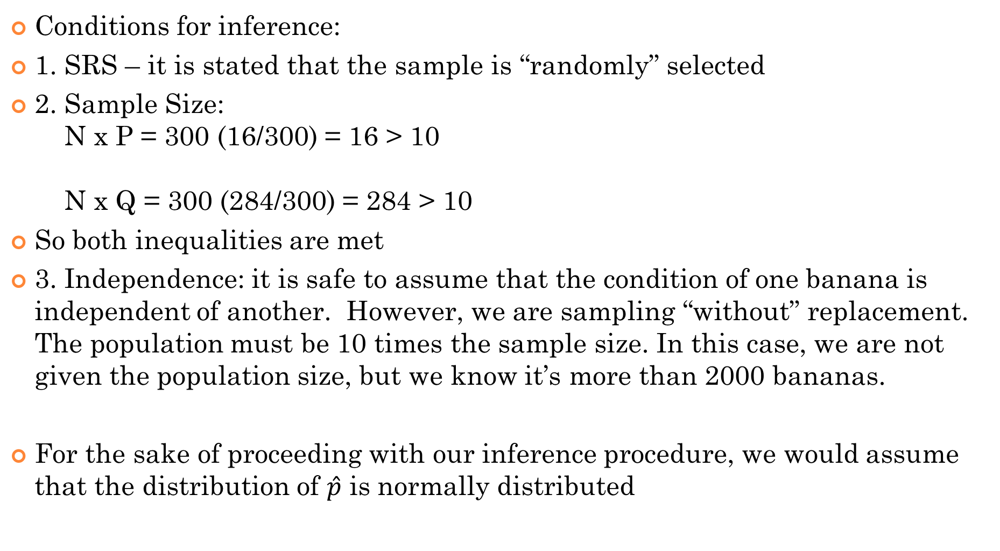 Conditions for inference:
1. SRS – it is stated that the sample is “randomly” selected
2. Sample Size:
N x P = 300 (16/300) = 16 > 10
N x Q = 300 (284/300) = 284 > 10
So both inequalities are met
3. Independence: it is safe to assume that the condition of one banana is
independent of another.  However, we are sampling “without” replacement.
The population must be 10 times the sample size. In this case, we are not
given the population size, but we know it’s more than 2000 bananas.
For the sake of proceeding with our inference procedure, we would assume
that the distribution of p̂ is normally distributed